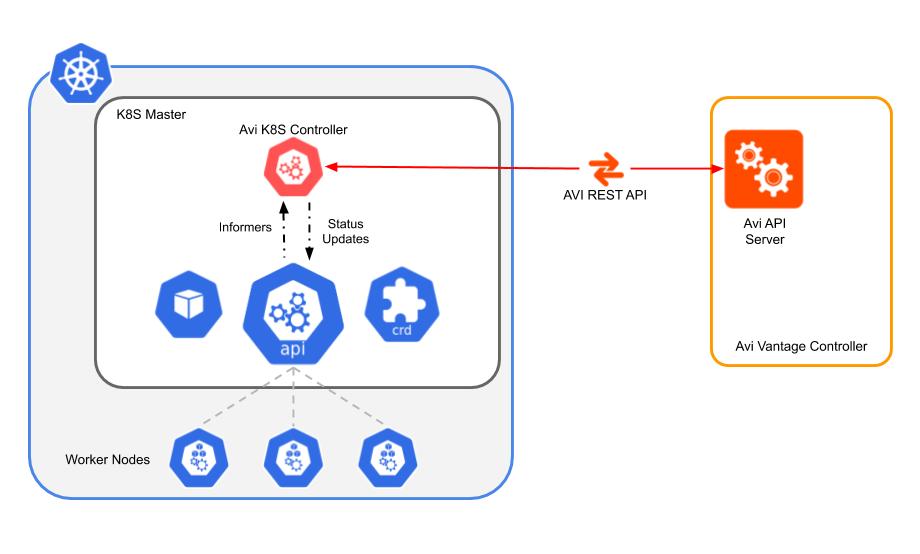 K8S Master
Avi K8S Controller
AVI REST API
Informers
Status
Updates
Avi API
Server
api
crd
Avi Vantage Controller
Worker Nodes